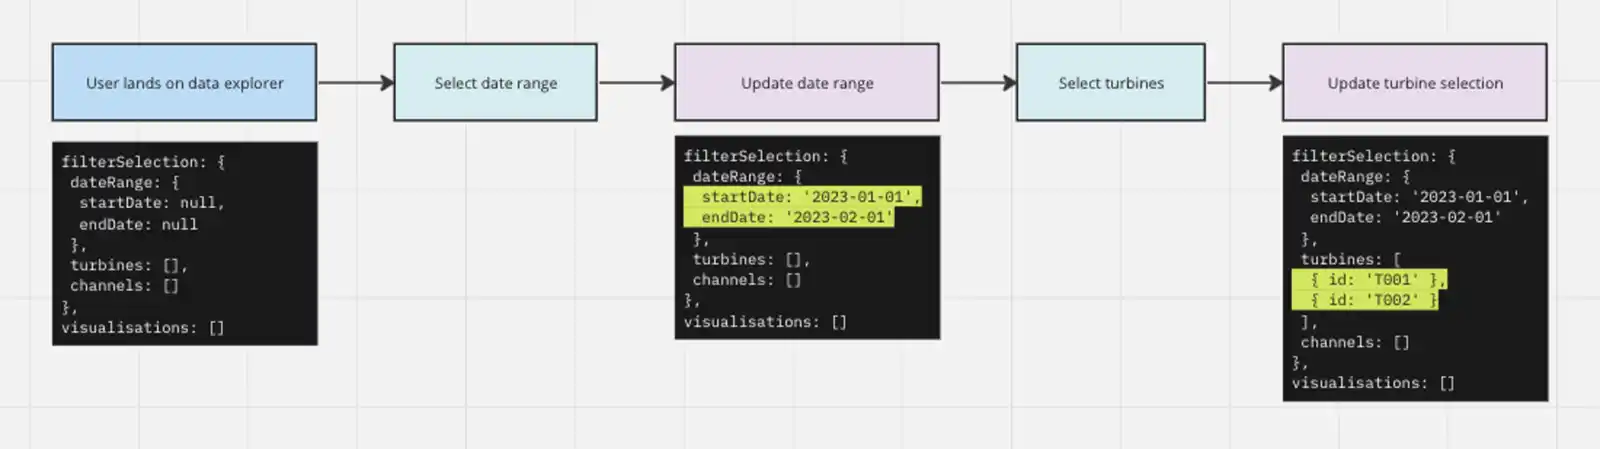 User lands on data explorer
Select date range
Update date range
Select turbines
Update turbine selection
filterSelection: {
dateRange: {
startDate: null,
endDate: null
},
turbines: [],
channels: []
},
visualisations: []
filterSelection: {
dateRange: {
startDate: '2023-01-01',
endDate: '2023-02-01'
},
turbines: [],
channels: []
},
visualisations: []
filterSelection: {
dateRange: {
startDate: '2023-01-01',
endDate: '2023-02-01'
},
turbines: [
{ id: 'T001' },
{ id: 'T002' }
],
channels: []
},
visualisations: []